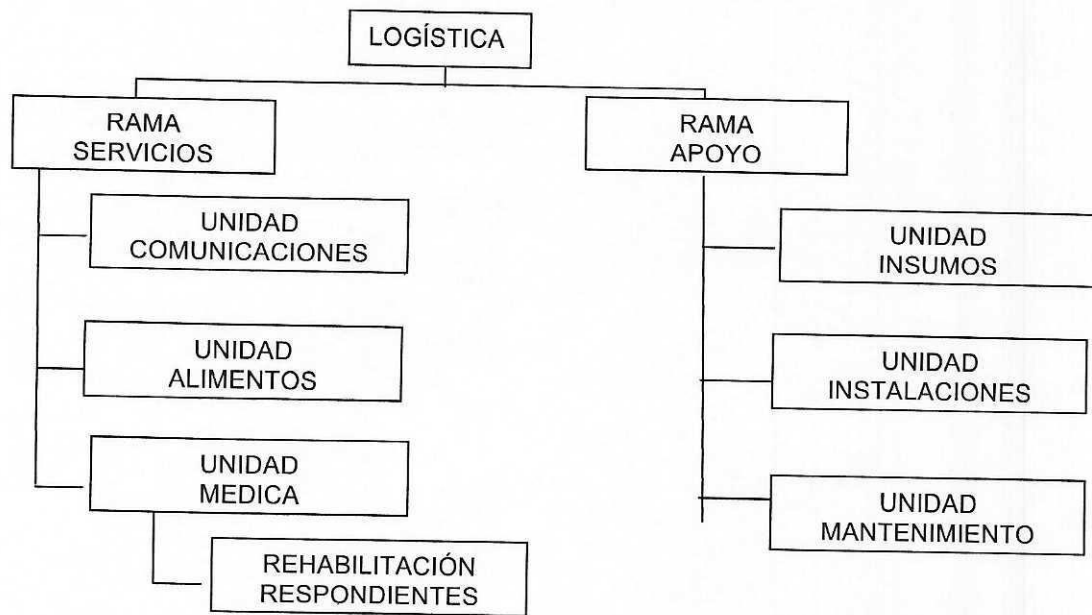 LOGÍSTICA
RAMA
SERVICIOS
UNIDAD
COMUNICACIONES
UNIDAD
ALIMENTOS
UNIDAD
MEDICA
REHABILITACIÓN
RESPONDIENTES
RAMA
APOYO
UNIDAD
INSUMOS
UNIDAD
INSTALACIONES
UNIDAD
MANTENIMIENTO